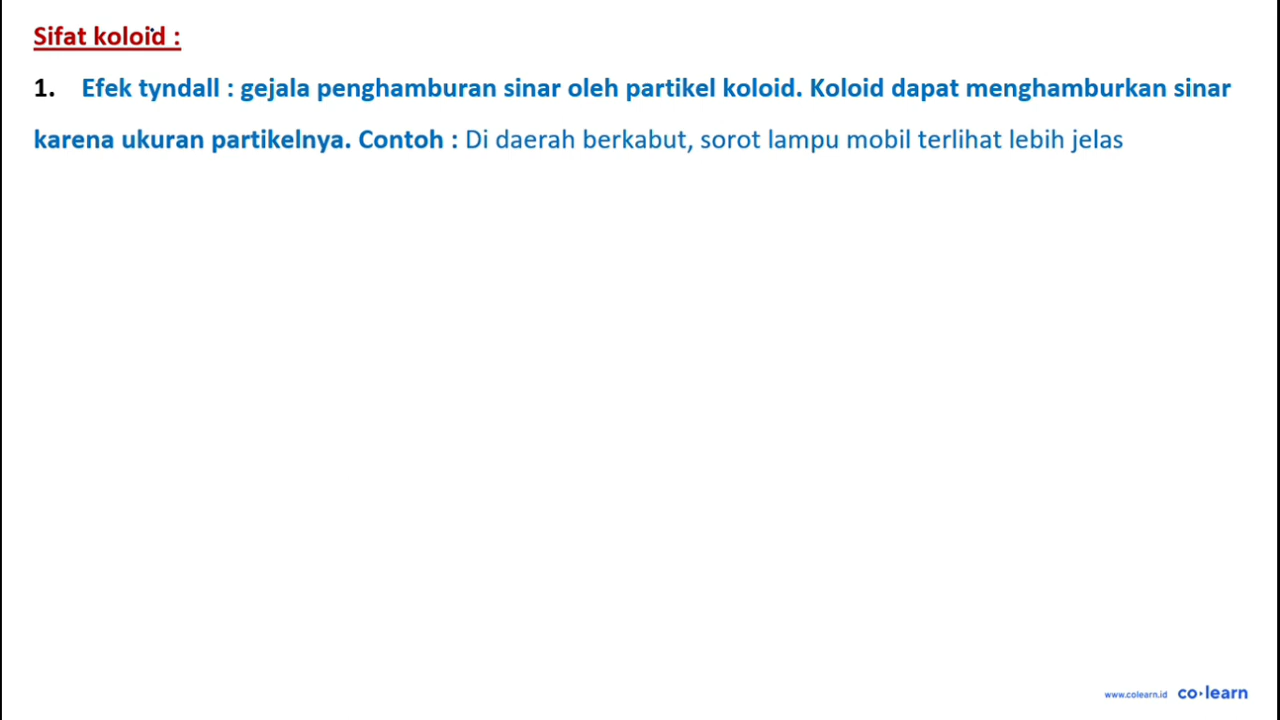 Sifat koloid :
1. Efek tyndall : gejala penghamburan sinar oleh partikel koloid. Koloid dapat menghamburkan sinar
karena ukuran partikelnya. Contoh : Di daerah berkabut, sorot lampu mobil terlihat lebih jelas
www.colearn.id co•learn